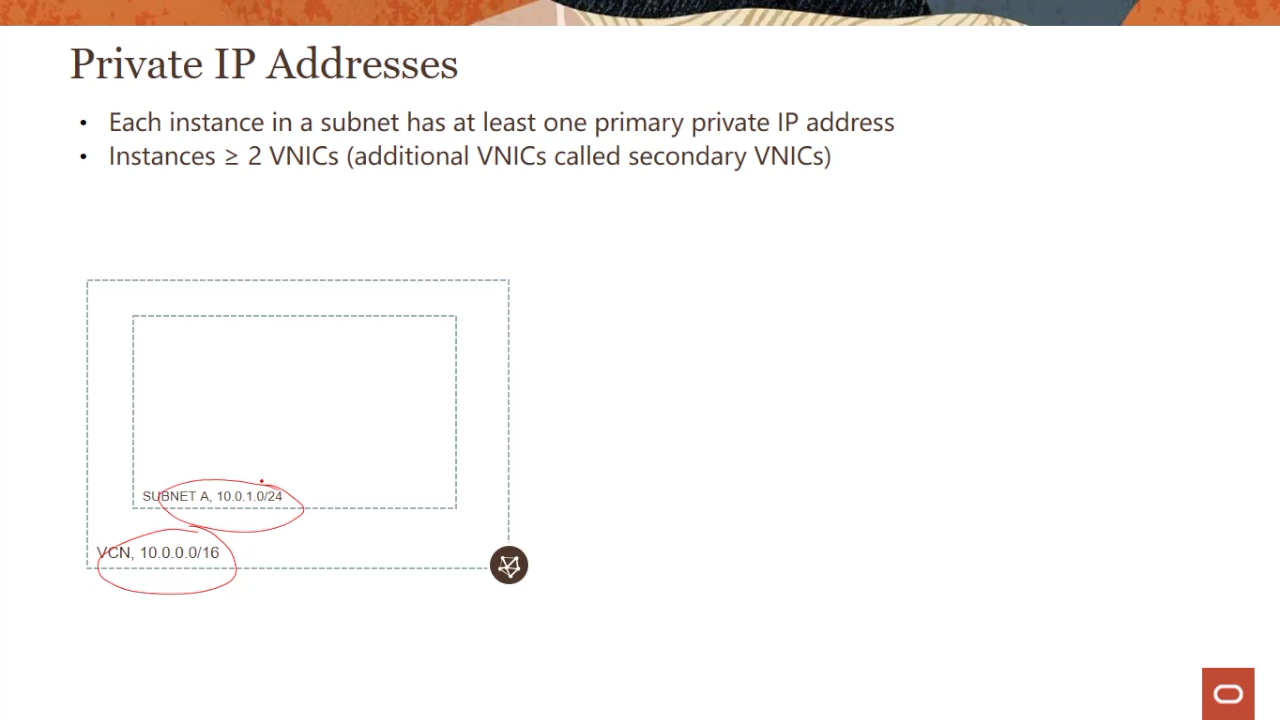 Private IP Addresses
• Each instance in a subnet has at least one primary private IP address
• Instances ≥ 2 VNICs (additional VNICs called secondary VNICs)
SUBNET A, 10.0.1.0/24
VCN, 10.0.0.0/16